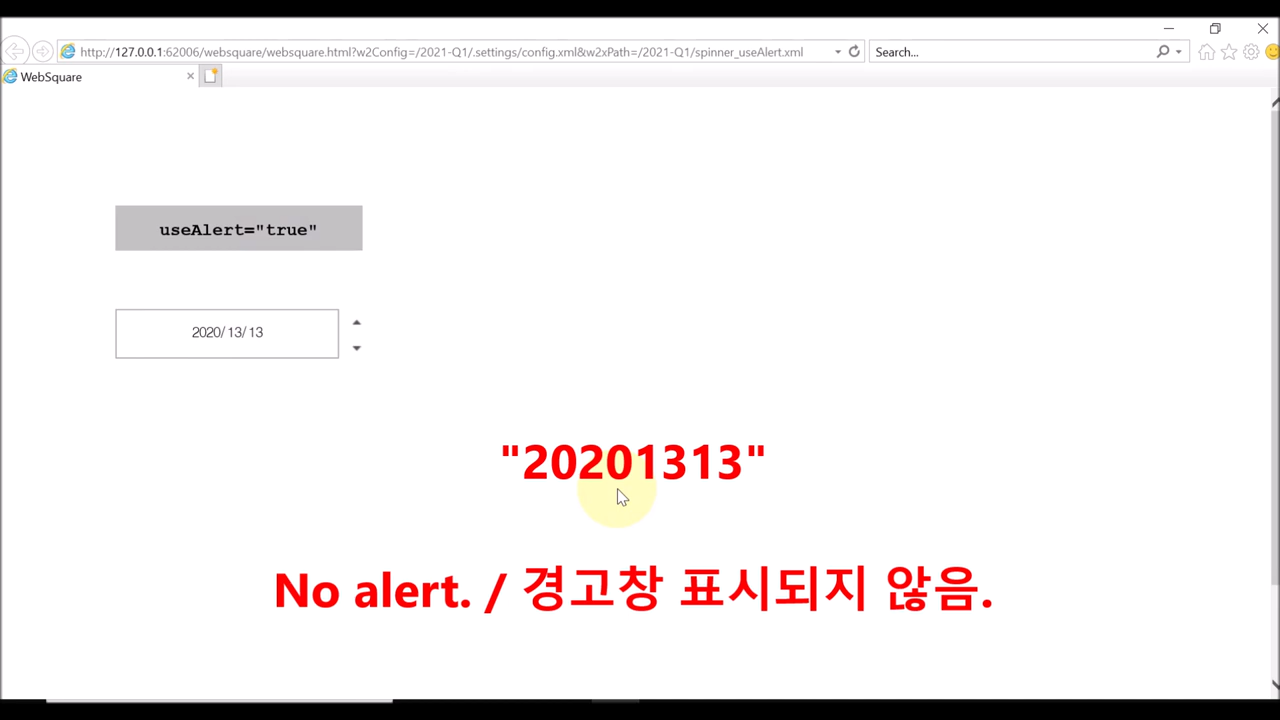 http://127.0.0.1:62006/websquare/websquare.html?w2Config=/2021-Q1/.settings/config.xml&w2xPath=/2021-Q1/spinner_useAlert.xml
Search...
WebSquare
useAlert="true"
2020/13/13
"20201313"
No alert. / 경고창 표시되지 않음.